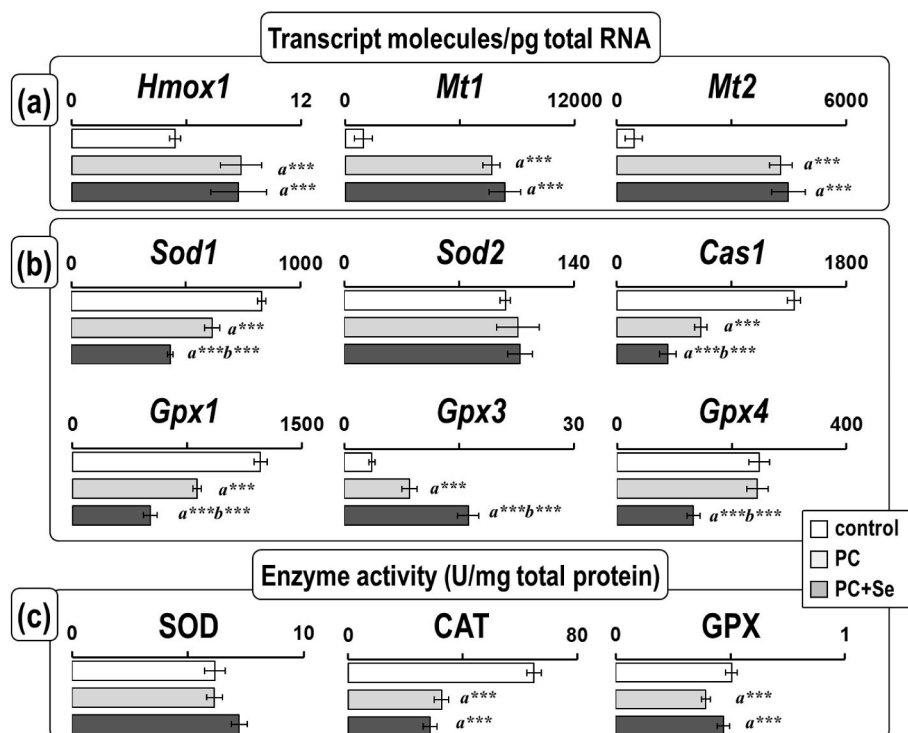 Transcript molecules/pg total RNA
(a)
Hmox1 Mt1 Mt2
0 12 0 12000 0 6000
a*** a*** a***
a*** a*** a***
(b)
Sod1 Sod2 Cas1
0 1000 0 140 0 1800
a*** a***
a***b*** a***b***
Gpx1 Gpx3 Gpx4
0 1500 0 30 0 400
a*** a***
a***b*** a***b*** a***b***
control
PC
PC+Se
Enzyme activity (U/mg total protein)
(c)
SOD CAT GPX
0 10 0 80 0 1
a*** a***
a*** a***